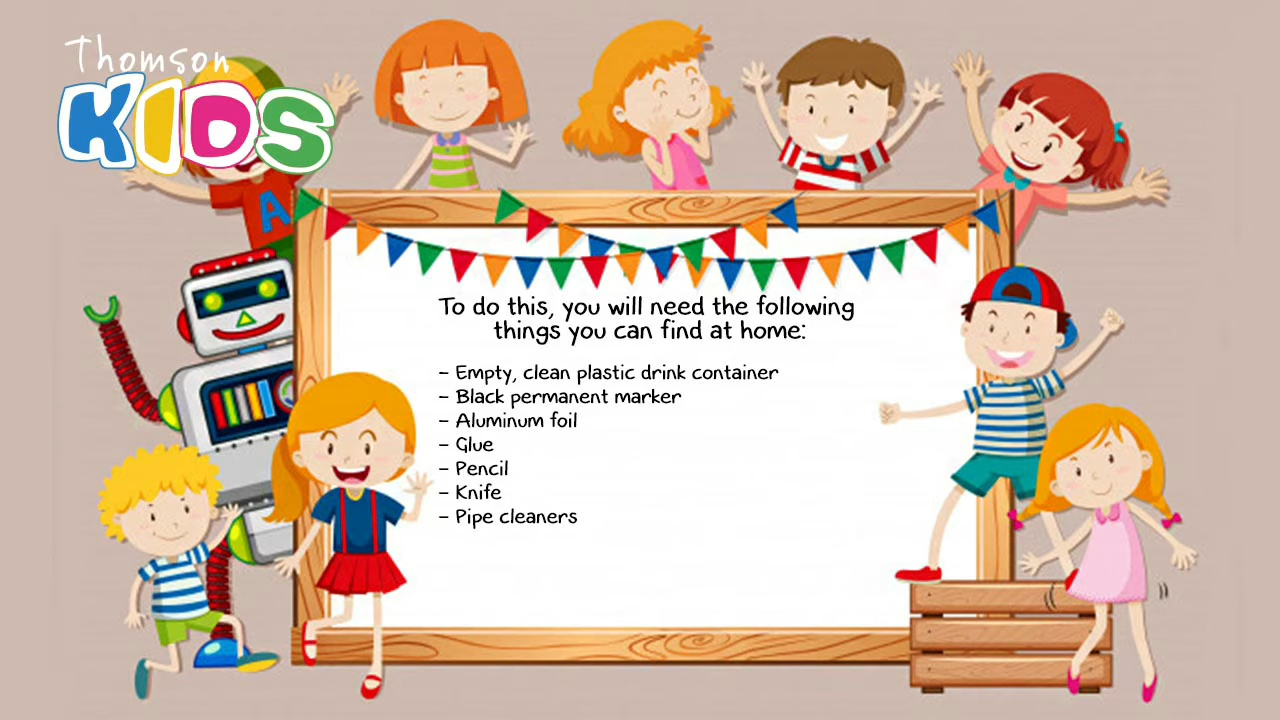 Thomson
KIDS
A
To do this, you will need the following
things you can find at home:
- Empty, clean plastic drink container
- Black permanent marker
- Aluminum foil
- Glue
- Pencil
- Knife
- Pipe cleaners